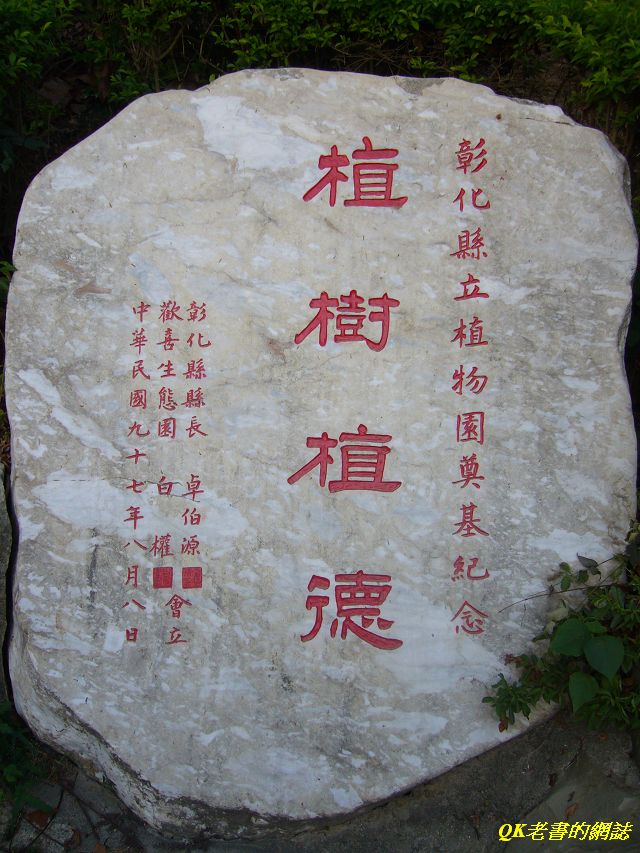 彰化縣立植物園奠基紀念
植樹植德
彰化縣縣長 卓伯源
歡喜生態園 白權 會立
中華民國九十七年八月八日
QK老書的網誌